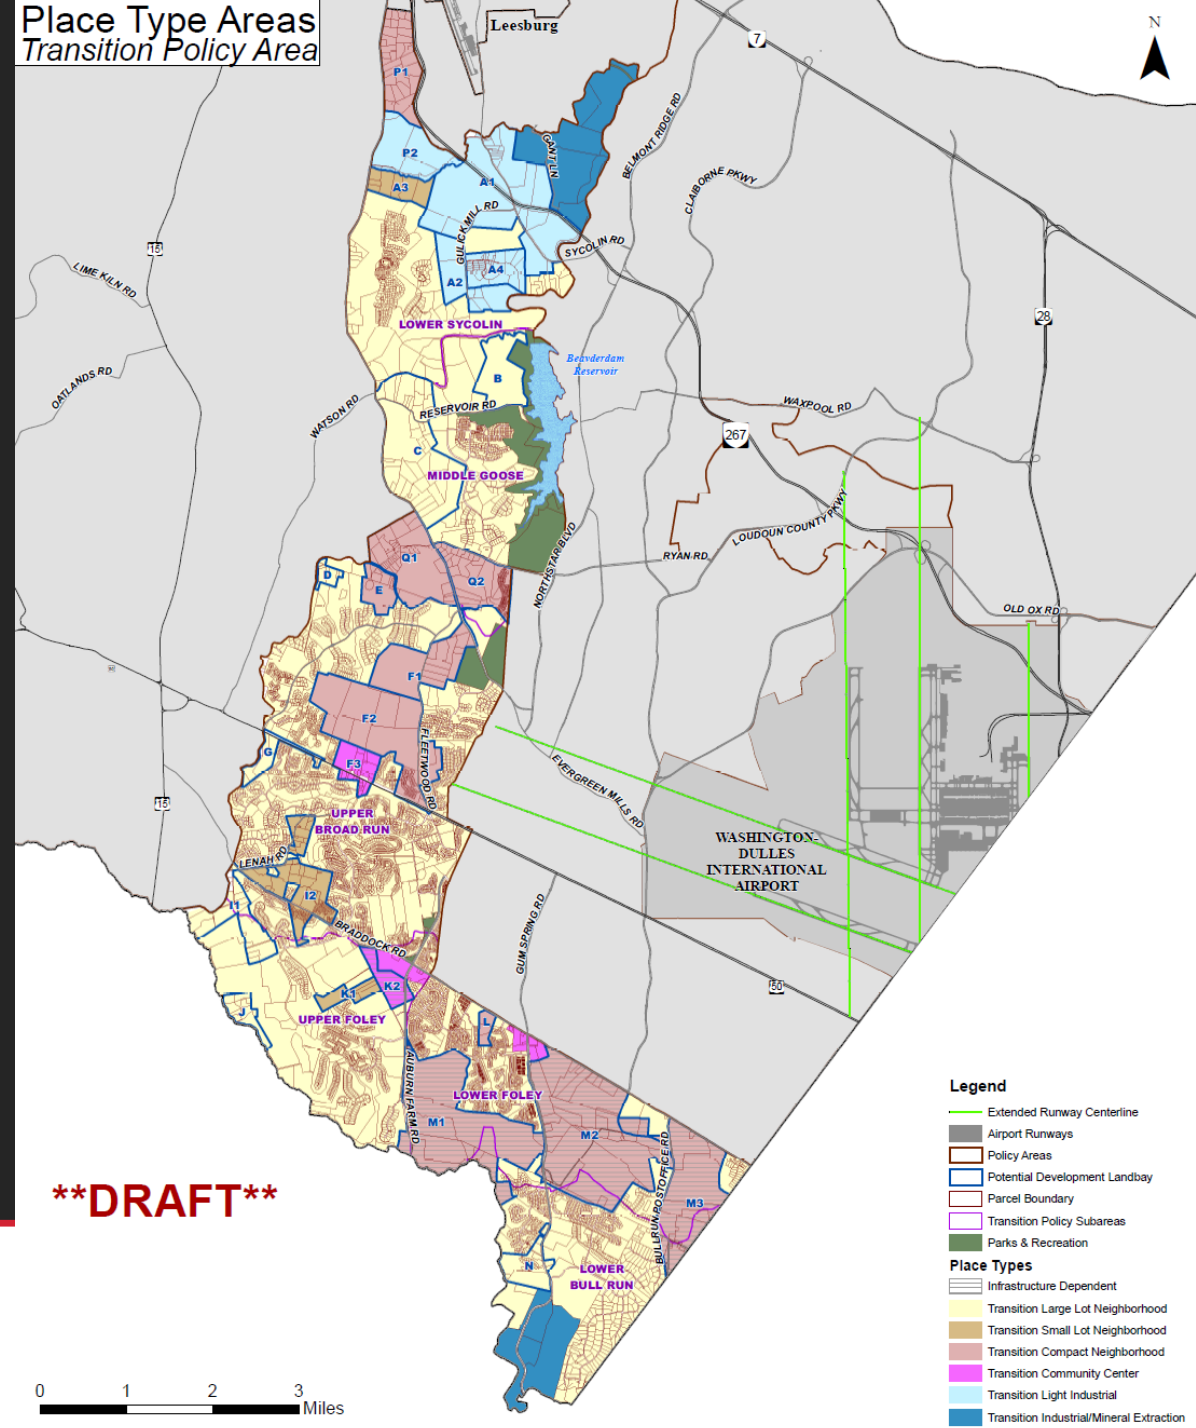 Place Type Areas
Transition Policy Area
Leesburg
N
7
P1
GANT LN
BELMONT RIDGE RD
P2
CLAIBORNE PKWY
A3
A1
GULICK MILL RD
SYCOLIN RD
15
LIME KILN RD
A4
A2
28
LOWER SYCOLIN
Beaverdam
Reservoir
OATLANDS RD
B
WATSON RD
RESERVOIR RD
WAXPOOL RD
267
C
MIDDLE GOOSE
LOUDOUN COUNTY PKWY
NORTHSTAR BLVD
RYAN RD
Q1
D
E
Q2
OLD OX RD
F1
F2
FLEETWOOD RD
G
F3
EVERGREEN MILLS RD
15
UPPER
BROAD RUN
WASHINGTON-
DULLES
INTERNATIONAL
AIRPORT
LENAH RD
I2
I1
BRADDOCK RD
GUM SPRING RD
K2
K1
50
J
UPPER FOLEY
L
AUBURN FARM RD
LOWER FOLEY
M1
M2
BULL RUN POST OFFICE RD
M3
N
LOWER
BULL RUN
**DRAFT**
0 1 2 3
Miles
Legend
Extended Runway Centerline
Airport Runways
Policy Areas
Potential Development Landbay
Parcel Boundary
Transition Policy Subareas
Parks & Recreation
Place Types
Infrastructure Dependent
Transition Large Lot Neighborhood
Transition Small Lot Neighborhood
Transition Compact Neighborhood
Transition Community Center
Transition Light Industrial
Transition Industrial/Mineral Extraction